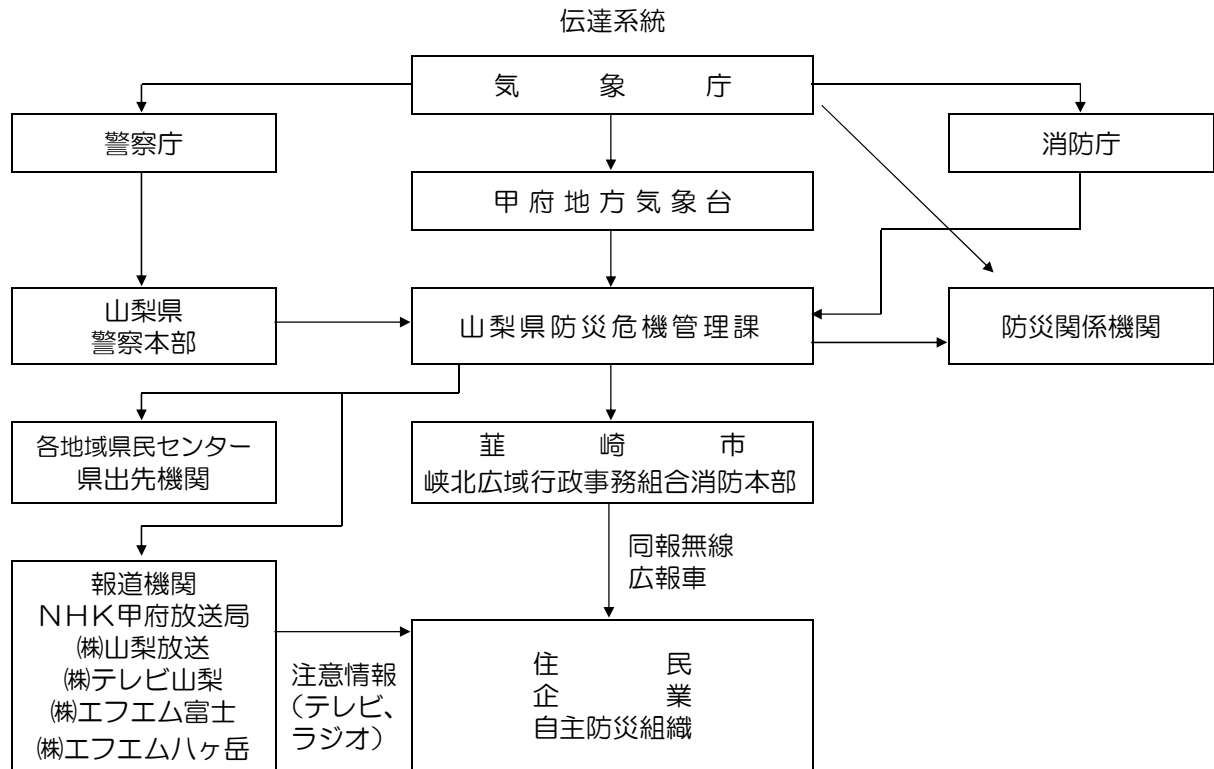 伝達系統
気象庁
警察庁
消防庁
甲府地方気象台
山梨県
警察本部
山梨県防災危機管理課
防災関係機関
各地域県民センター
県出先機関
韮崎市
峡北広域行政事務組合消防本部
同報無線
広報車
報道機関
NHK甲府放送局
㈱山梨放送
㈱テレビ山梨
㈱エフエム富士
㈱エフエム八ヶ岳
注意情報
(テレビ、
ラジオ)
住民
企業
自主防災組織